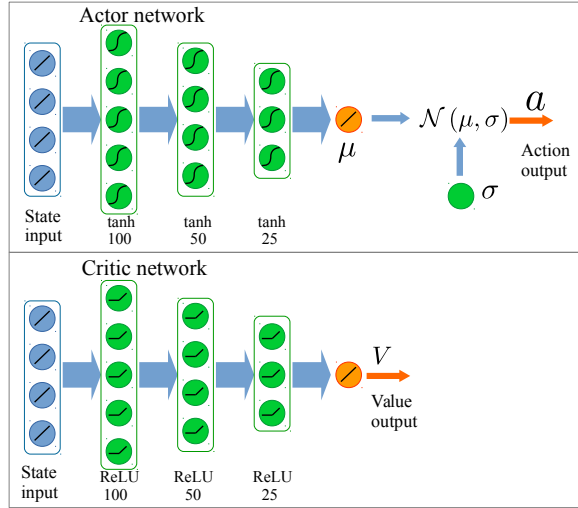 Actor network
μ
N (μ, σ)
a
Action
output
σ
State
input
tanh
100
tanh
50
tanh
25
Critic network
V
Value
output
State
input
ReLU
100
ReLU
50
ReLU
25